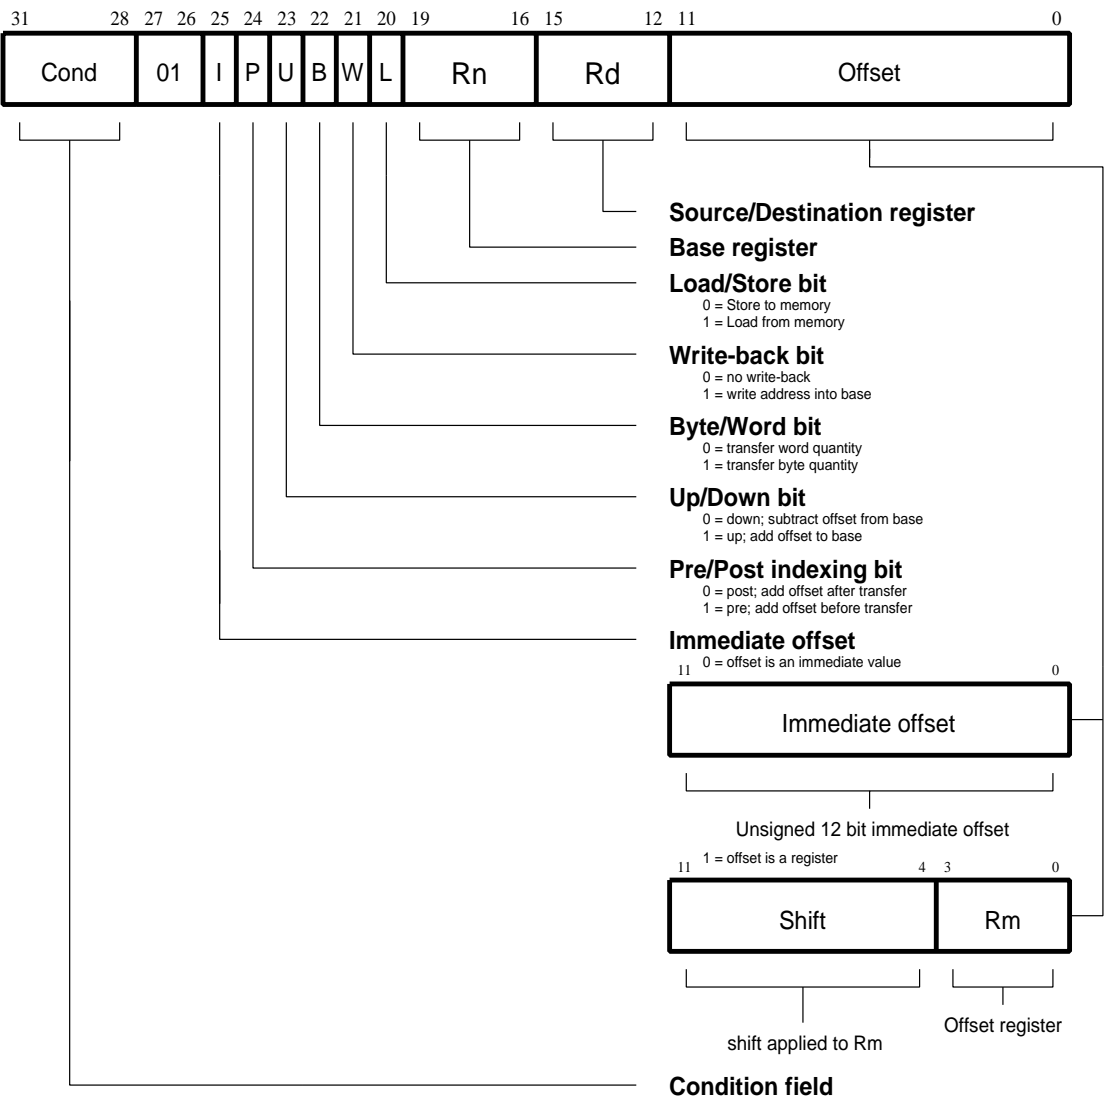 31 28 27 26 25 24 23 22 21 20 19 16 15 12 11 0
Cond 01 I P U B W L Rn Rd Offset
Source/Destination register
Base register
Load/Store bit
0 = Store to memory
1 = Load from memory
Write-back bit
0 = no write-back
1 = write address into base
Byte/Word bit
0 = transfer word quantity
1 = transfer byte quantity
Up/Down bit
0 = down; subtract offset from base
1 = up; add offset to base
Pre/Post indexing bit
0 = post; add offset after transfer
1 = pre; add offset before transfer
Immediate offset
0 = offset is an immediate value
11 0
Immediate offset
Unsigned 12 bit immediate offset
1 = offset is a register
11 4 3 0
Shift Rm
Offset register
shift applied to Rm
Condition field